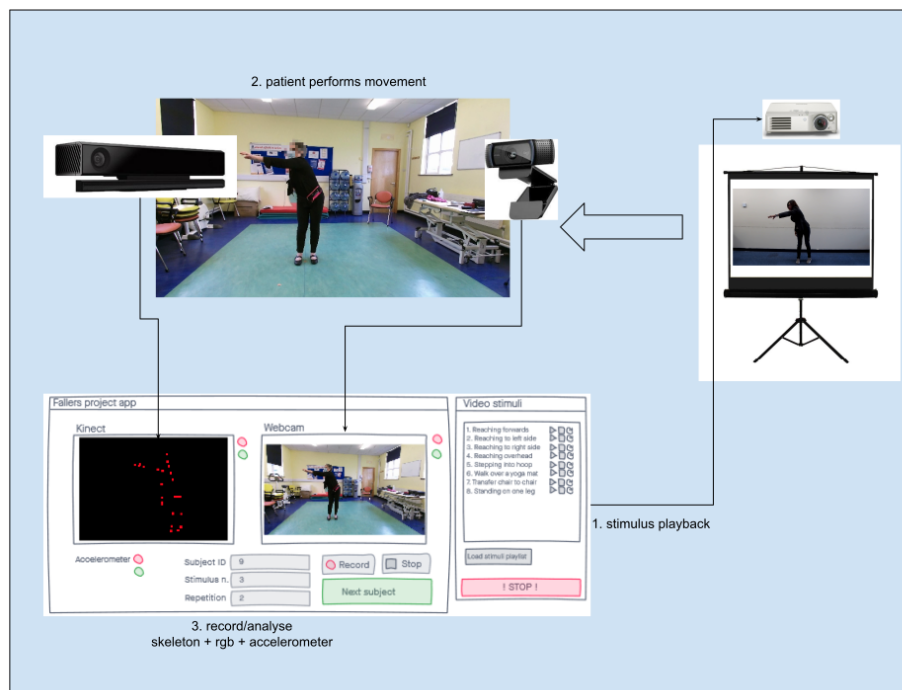 2. patient performs movement
Fallers project app
Kinect
Webcam
Accelerometer
Subject ID 9
Stimulus n. 3
Repetition 2
Record
Stop
Next subject
Video stimuli
1. Reaching forwards
2. Reaching to left side
3. Reaching to right side
4. Reaching overhead
5. Stepping into hoop
6. Walk over a yoga mat
7. Transfer chair to chair
8. Standing on one leg
Load stimuli playlist
! STOP !
1. stimulus playback
3. record/analyse
skeleton + rgb + accelerometer